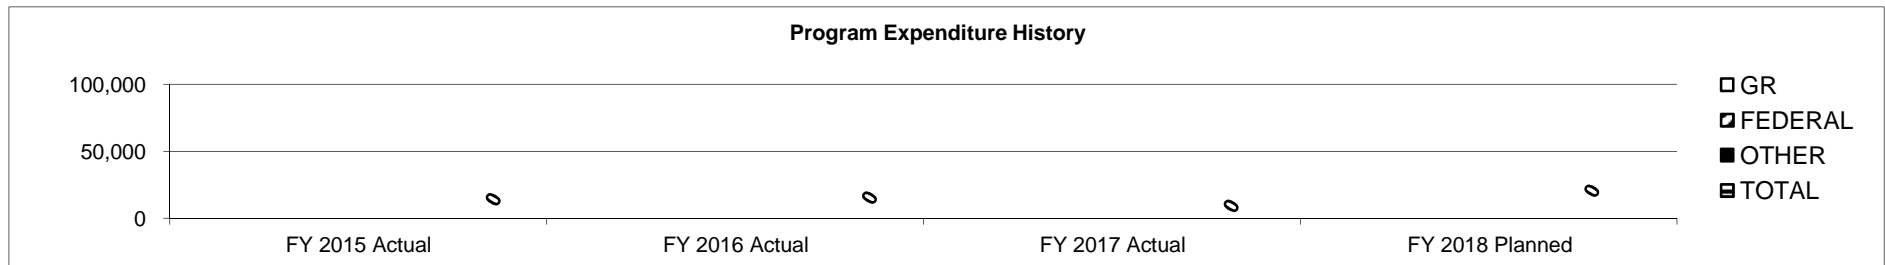 Program Expenditure History
100,000
50,000
0
0
0
0
0
FY 2015 Actual
FY 2016 Actual
FY 2017 Actual
FY 2018 Planned
GR
FEDERAL
OTHER
TOTAL